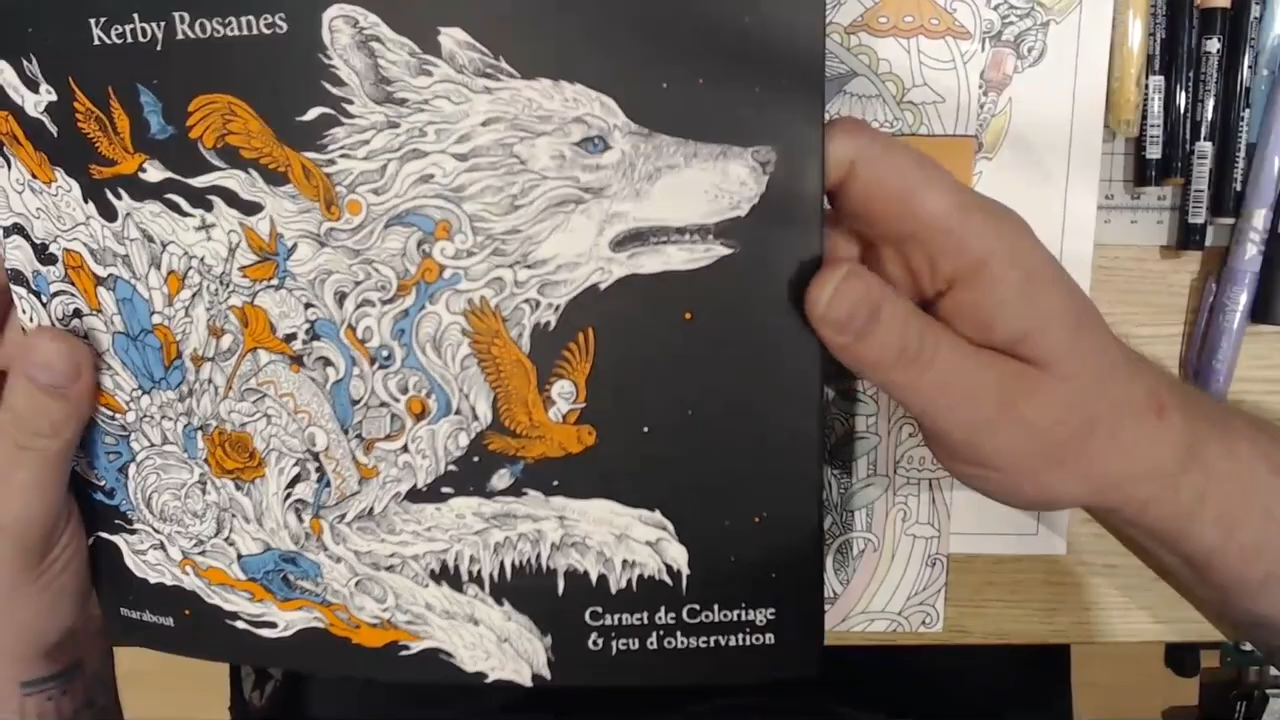 Kerby Rosanes
marabout
Carnet de Coloriage
& jeu d'observation